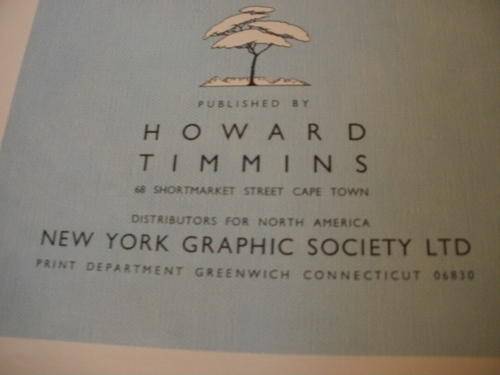 PUBLISHED BY
HOWARD
TIMMINS
68 SHORTMARKET STREET CAPE TOWN
DISTRIBUTORS FOR NORTH AMERICA
NEW YORK GRAPHIC SOCIETY LTD
PRINT DEPARTMENT GREENWICH CONNECTICUT 06830